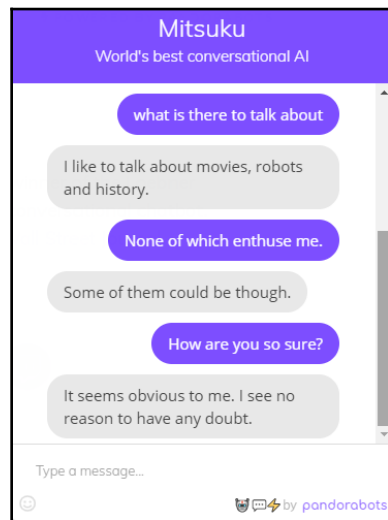 Mitsuku
World's best conversational AI
what is there to talk about
I like to talk about movies, robots
and history.
None of which enthuse me.
Some of them could be though.
How are you so sure?
It seems obvious to me. I see no
reason to have any doubt.
Type a message...
by pandorabots